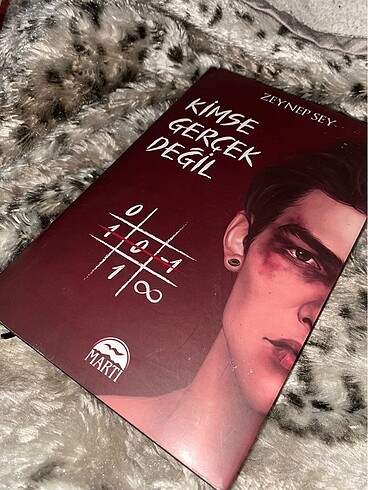 ZEYNEP SEY
KİMSE
GERÇEK
DEĞİL
0
1 0 -1
1 ∞
MARTI